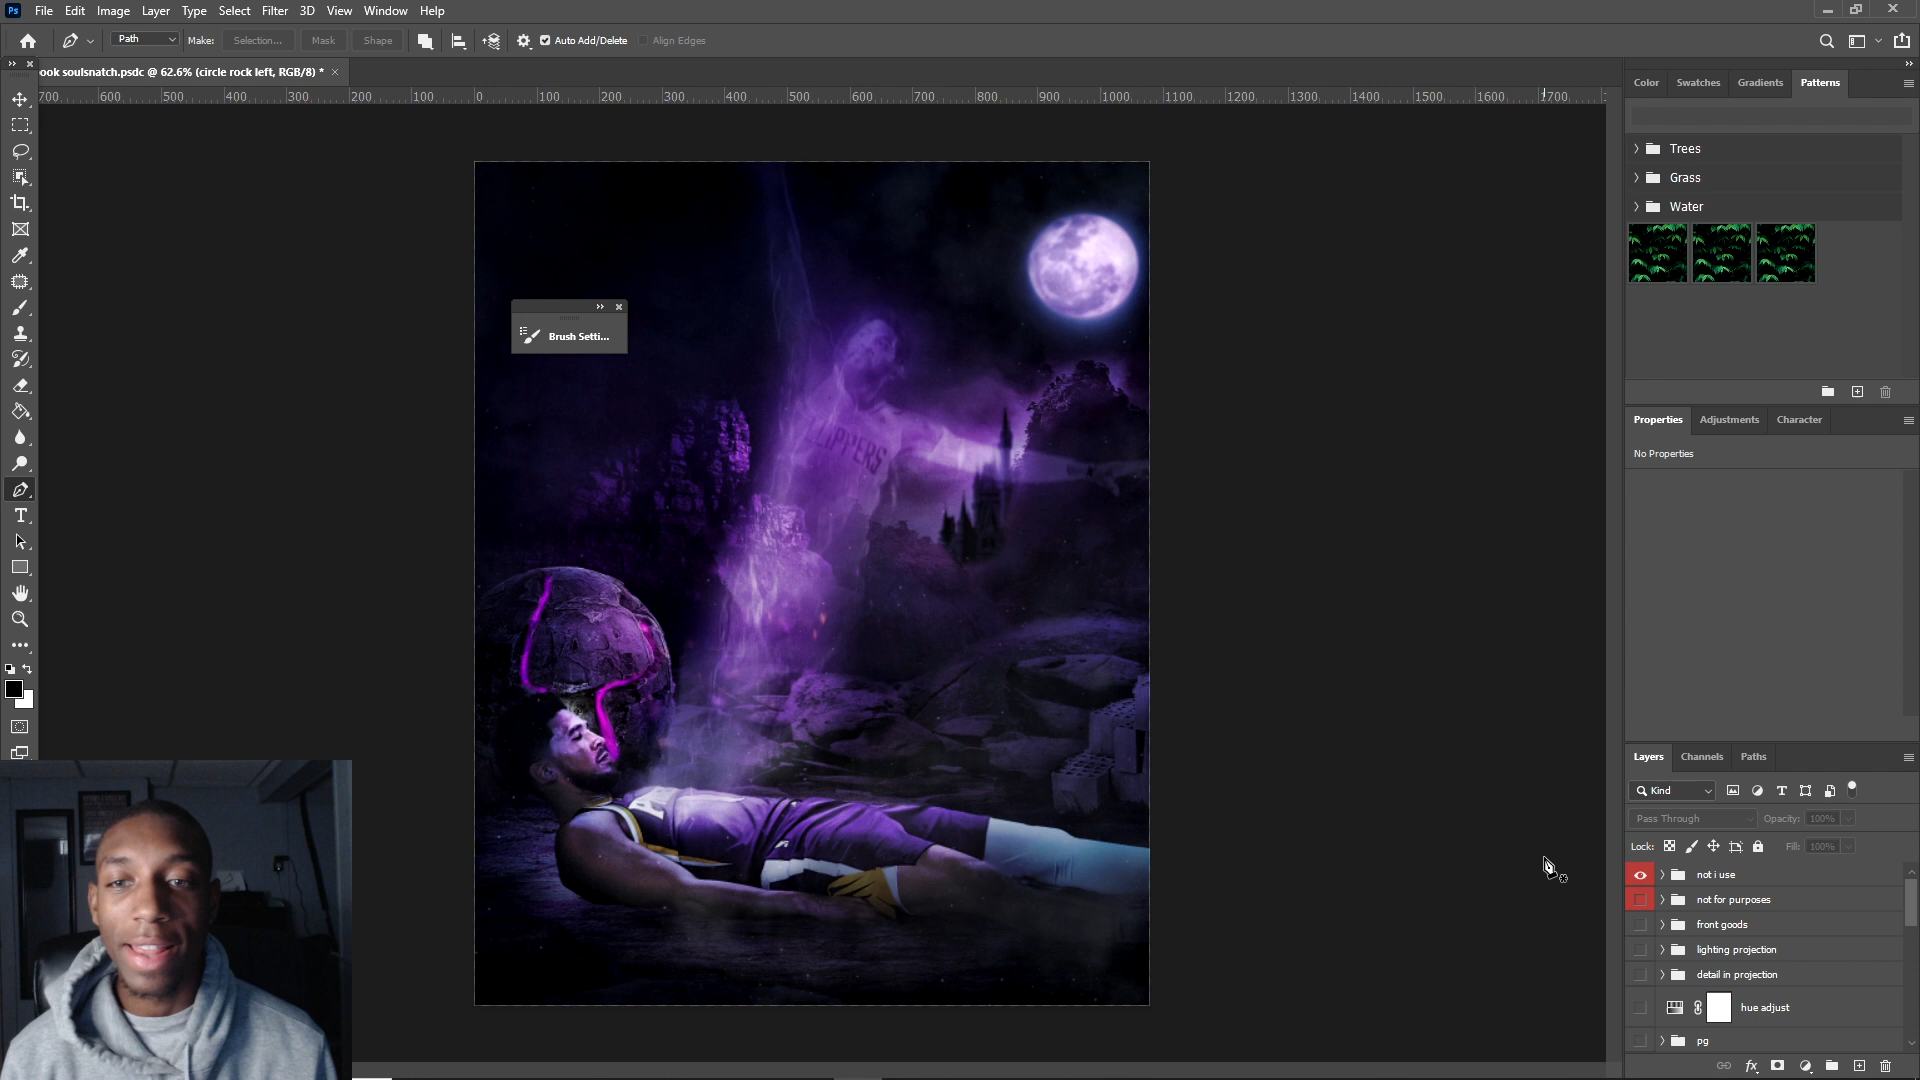 Ps File Edit Image Layer Type Select Filter 3D View Window Help
Path Make: Selection... Mask Shape Auto Add/Delete Align Edges
ook soulsnatch.psdc @ 62.6% (circle rock left, RGB/8) *
700 600 500 400 300 200 100 0 100 200 300 400 500 600 700 800 900 1000 1100 1200 1300 1400 1500 1600 1700
Color Swatches Gradients Patterns
Trees
Grass
Water
Brush Setti...
CLIPPERS
Properties Adjustments Character
No Properties
Layers Channels Paths
Kind
Pass Through Opacity: 100%
Lock: Fill: 100%
not i use
not for purposes
front goods
lighting projection
detail in projection
hue adjust
pg
fx